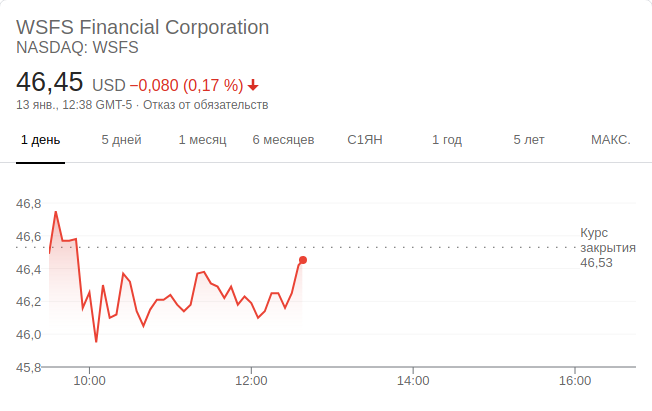 WSFS Financial Corporation
NASDAQ: WSFS
46,45 USD −0,080 (0,17 %)
13 янв., 12:38 GMT-5 · Отказ от обязательств
1 день 5 дней 1 месяц 6 месяцев С1ЯН 1 год 5 лет МАКС.
46,8
46,6
46,4
46,2
46,0
45,8
Курс
закрытия
46,53
10:00 12:00 14:00 16:00